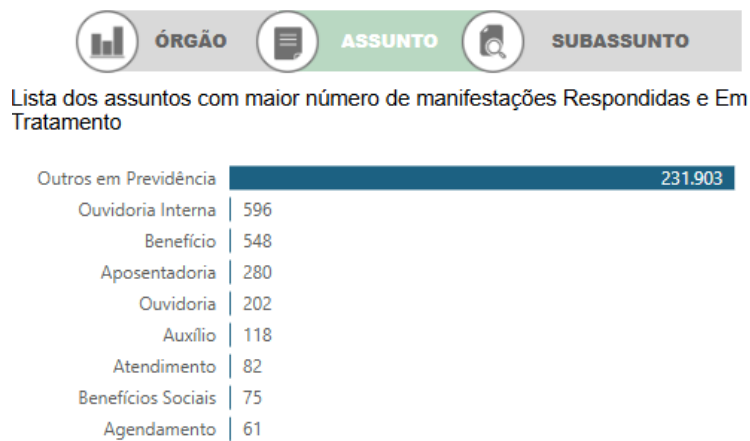 ÓRGÃO ASSUNTO SUBASSUNTO
Lista dos assuntos com maior número de manifestações Respondidas e Em
Tratamento
Outros em Previdência 231.903
Ouvidoria Interna 596
Benefício 548
Aposentadoria 280
Ouvidoria 202
Auxílio 118
Atendimento 82
Benefícios Sociais 75
Agendamento 61